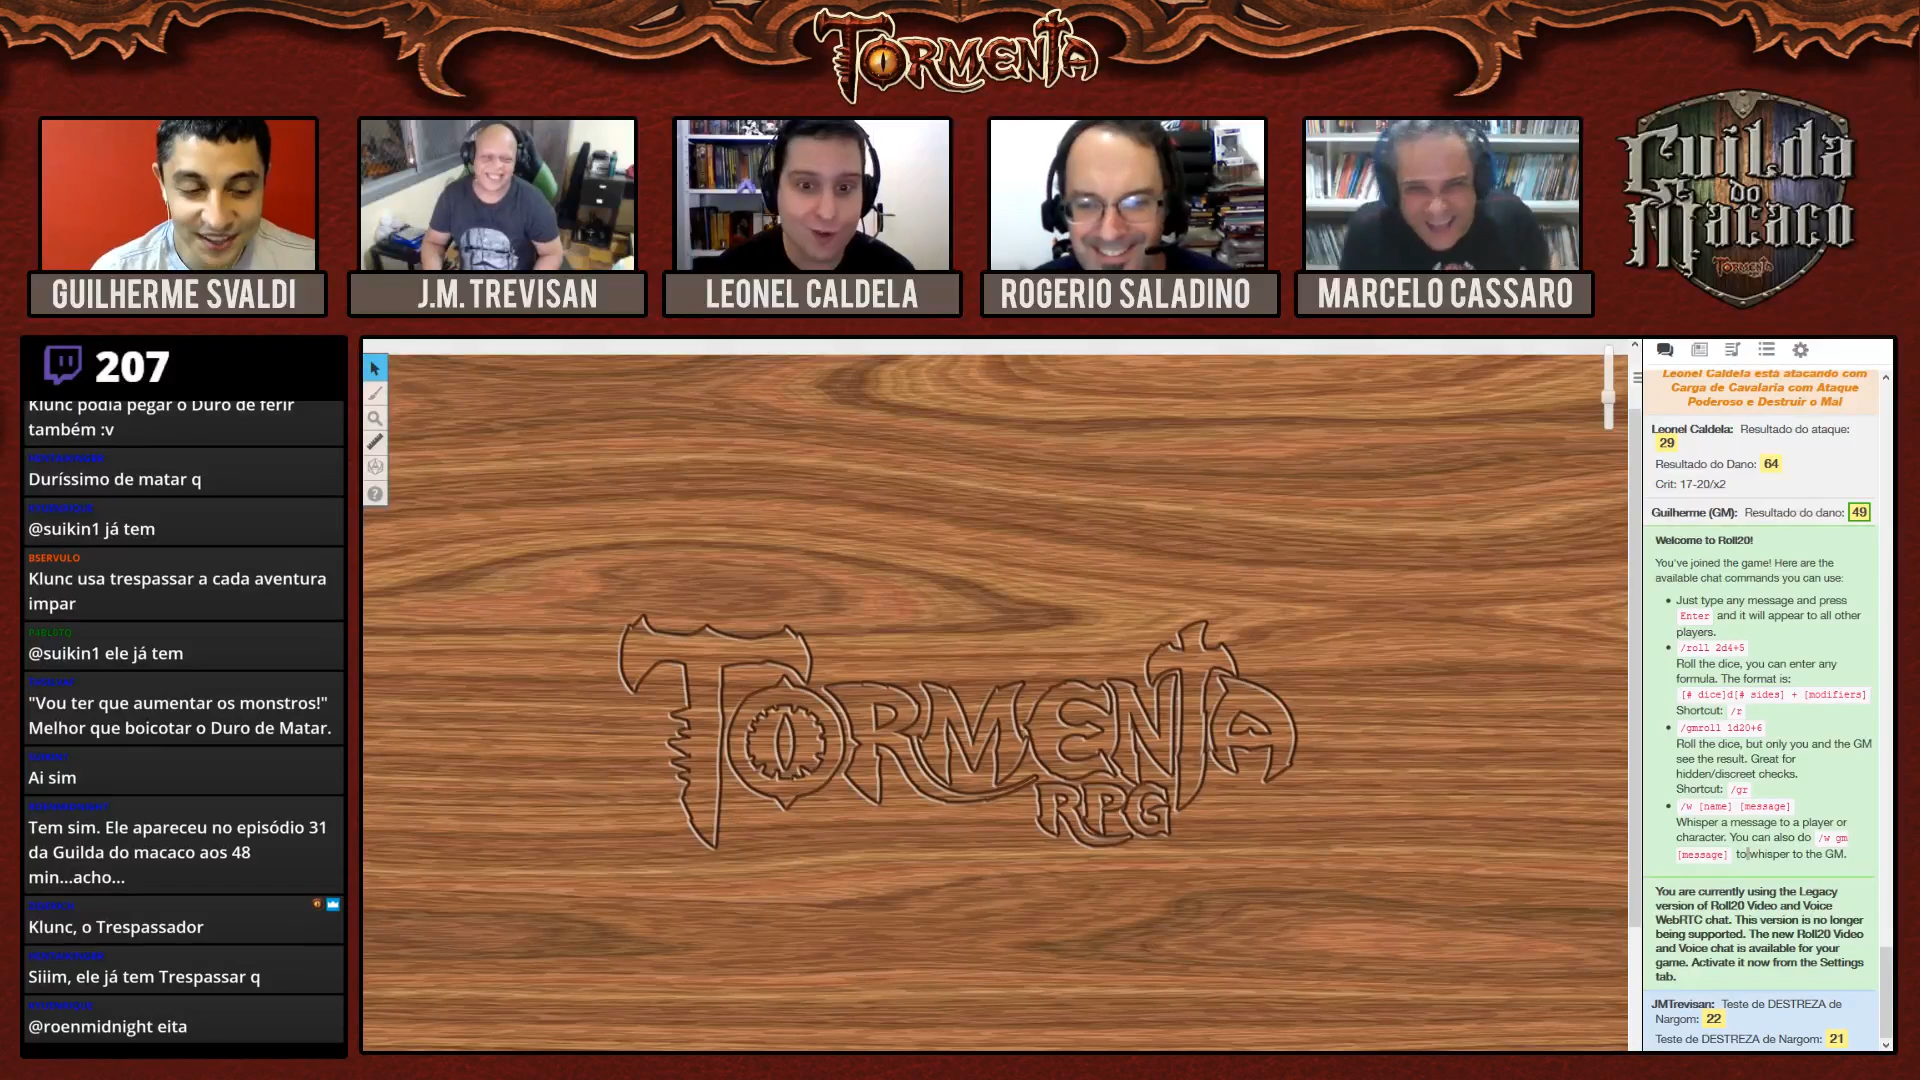 TORMENTA
GUILHERME SVALDI
J.M. TREVISAN
LEONEL CALDELA
ROGERIO SALADINO
MARCELO CASSARO
Guilda
do
Macaco
TORMENTA
207
Klunc podia pegar o Duro de ferir
também :v
Duríssimo de matar q
@suikin1 já tem
BSERVULO
Klunc usa trespassar a cada aventura
impar
P4BL0TQ
@suikin1 ele já tem
"Vou ter que aumentar os monstros!"
Melhor que boicotar o Duro de Matar.
Ai sim
Tem sim. Ele apareceu no episódio 31
da Guilda do macaco aos 48
min...acho...
Klunc, o Trespassador
Siiim, ele já tem Trespassar q
@roenmidnight eita
TORMENTA
RPG
Leonel Caldela está atacando com
Carga de Cavalaria com Ataque
Poderoso e Destruir o Mal
Leonel Caldela: Resultado do ataque:
29
Resultado do Dano: 64
Crit: 17-20/x2
Guilherme (GM): Resultado do dano: 49
Welcome to Roll20!
You've joined the game! Here are the
available chat commands you can use:
• Just type any message and press
Enter and it will appear to all other
players.
• /roll 2d4+5
Roll the dice, you can enter any
formula. The format is:
[# dice]d[# sides] + [modifiers]
Shortcut: /r
• /gmroll 1d20+6
Roll the dice, but only you and the GM
see the result. Great for
hidden/discreet checks.
Shortcut: /gr
• /w [name] [message]
Whisper a message to a player or
character. You can also do /w gm
[message] to whisper to the GM.
You are currently using the Legacy
version of Roll20 Video and Voice
WebRTC chat. This version is no longer
being supported. The new Roll20 Video
and Voice chat is available for your
game. Activate it now from the Settings
tab.
JMTrevisan: Teste de DESTREZA de
Nargom: 22
Teste de DESTREZA de Nargom: 21